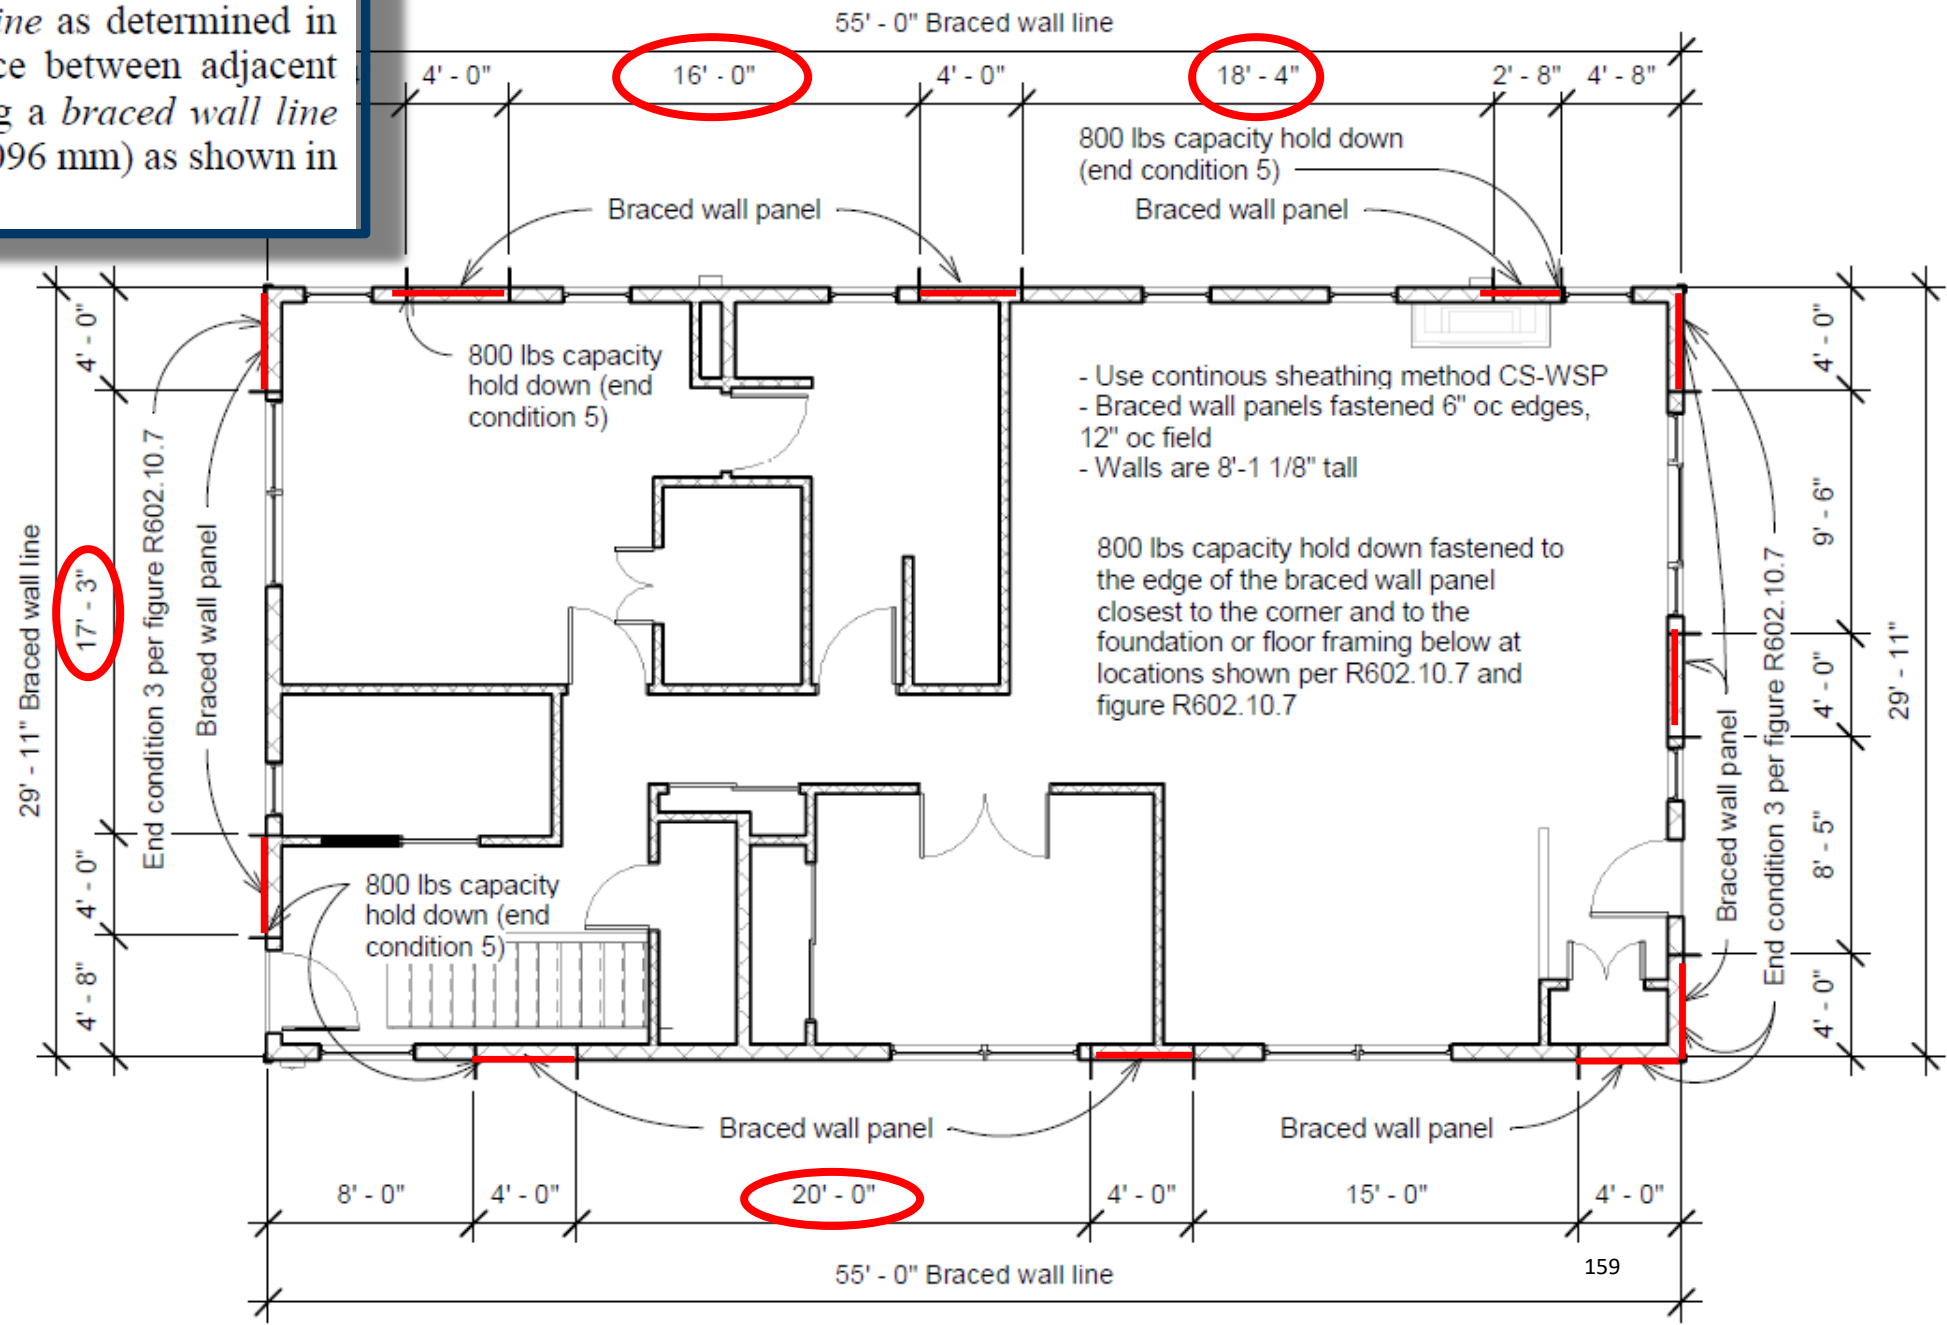 ine as determined in
ce between adjacent
g a braced wall line
096 mm) as shown in
55' - 0" Braced wall line
4' - 0"
16' - 0"
4' - 0"
18' - 4"
2' - 8"
4' - 8"
800 lbs capacity hold down
(end condition 5)
Braced wall panel
Braced wall panel
4' - 0"
17' - 3"
4' - 0"
4' - 8"
29' - 11" Braced wall line
End condition 3 per figure R602.10.7
Braced wall panel
800 lbs capacity
hold down (end
condition 5)
- Use continous sheathing method CS-WSP
- Braced wall panels fastened 6" oc edges,
12" oc field
- Walls are 8'-1 1/8" tall
800 lbs capacity hold down fastened to
the edge of the braced wall panel
closest to the corner and to the
foundation or floor framing below at
locations shown per R602.10.7 and
figure R602.10.7
800 lbs capacity
hold down (end
condition 5)
Braced wall panel
End condition 3 per figure R602.10.7
4' - 0"
9' - 6"
4' - 0"
8' - 5"
4' - 0"
29' - 11"
Braced wall panel
Braced wall panel
8' - 0"
4' - 0"
20' - 0"
4' - 0"
15' - 0"
4' - 0"
55' - 0" Braced wall line
159